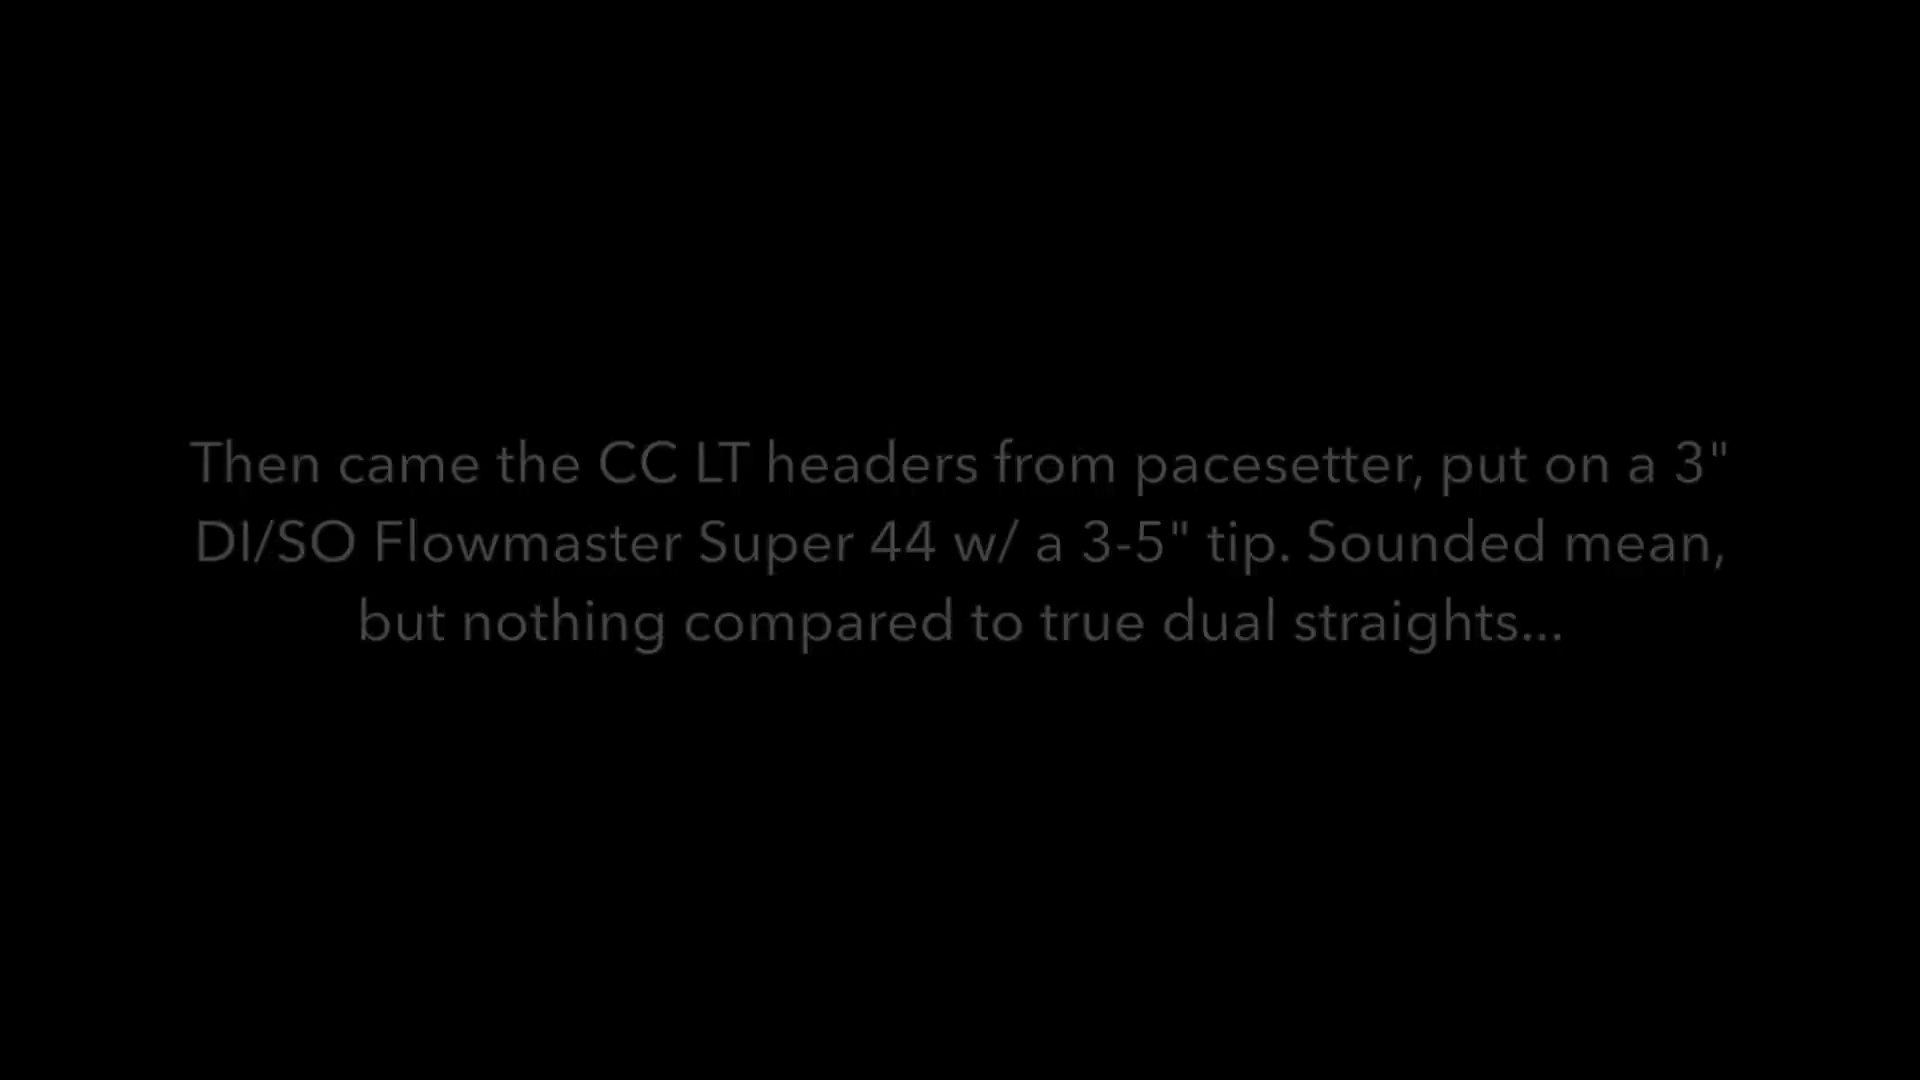 Then came the CC LT headers from pacesetter, put on a 3"
DI/SO Flowmaster Super 44 w/ a 3-5" tip. Sounded mean,
but nothing compared to true dual straights...